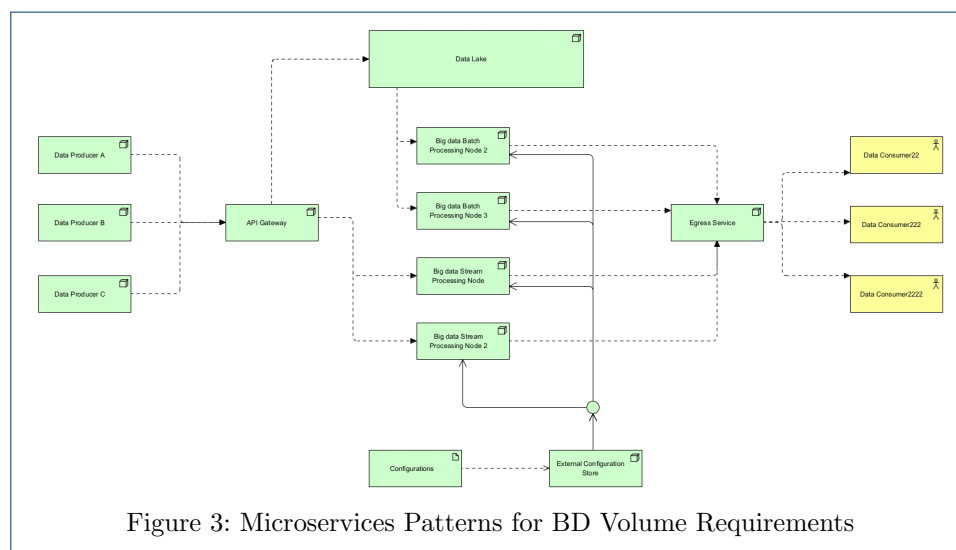 Data Lake
Data Producer A
Big data Batch
Processing Node 2
Data Consumer22
Data Producer B
API Gateway
Big data Batch
Processing Node 3
Egress Service
Data Consumer222
Data Producer C
Big data Stream
Processing Node
Data Consumer2222
Big data Stream
Processing Node 2
Configurations
External Configuration
Store
Figure 3: Microservices Patterns for BD Volume Requirements